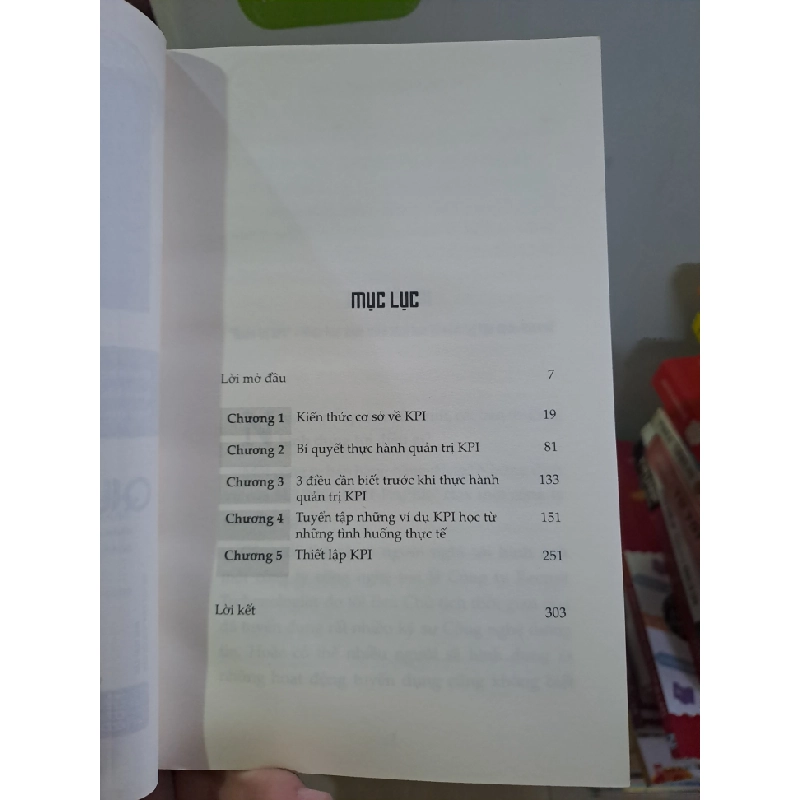 MỤC LỤC
Lời mở đầu 7
Chương 1 Kiến thức cơ sở về KPI 19
Chương 2 Bí quyết thực hành quản trị KPI 81
Chương 3 3 điều cần biết trước khi thực hành 133
quản trị KPI
Chương 4 Tuyển tập những ví dụ KPI học từ 151
những tình huống thực tế
Chương 5 Thiết lập KPI 251
Lời kết 303